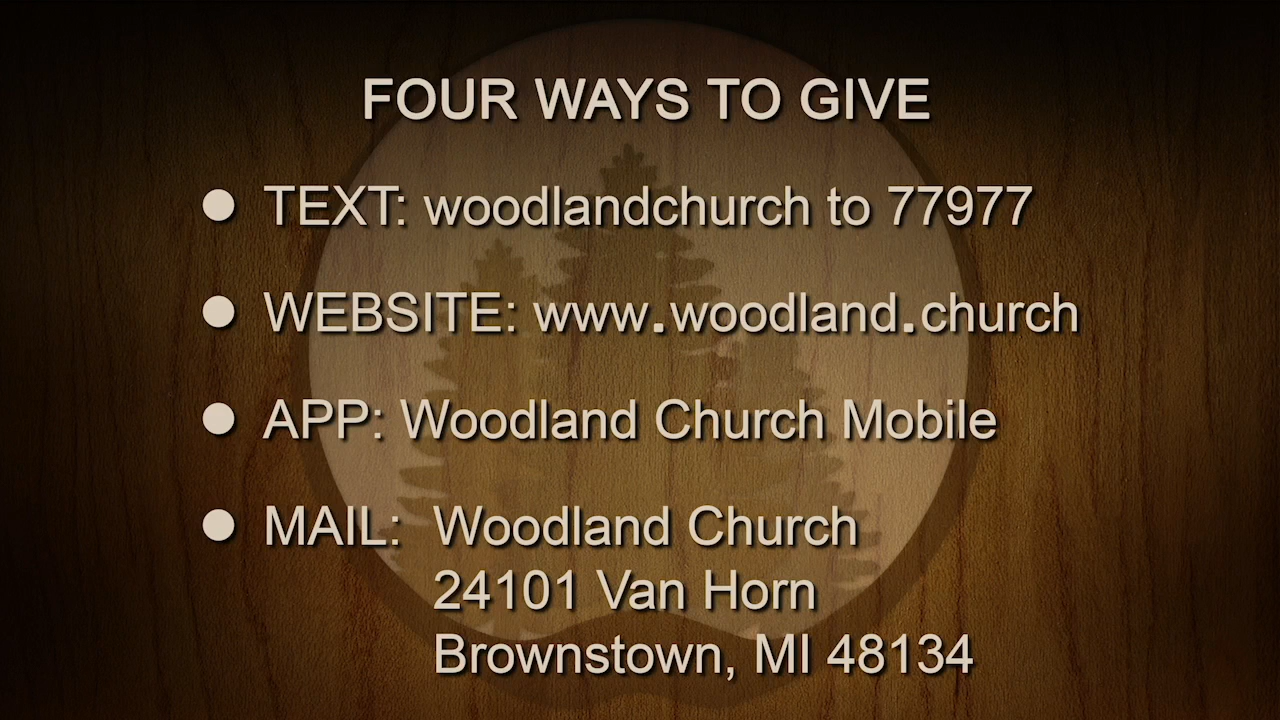 FOUR WAYS TO GIVE
● TEXT: woodlandchurch to 77977
● WEBSITE: www.woodland.church
● APP: Woodland Church Mobile
● MAIL: Woodland Church
24101 Van Horn
Brownstown, MI 48134